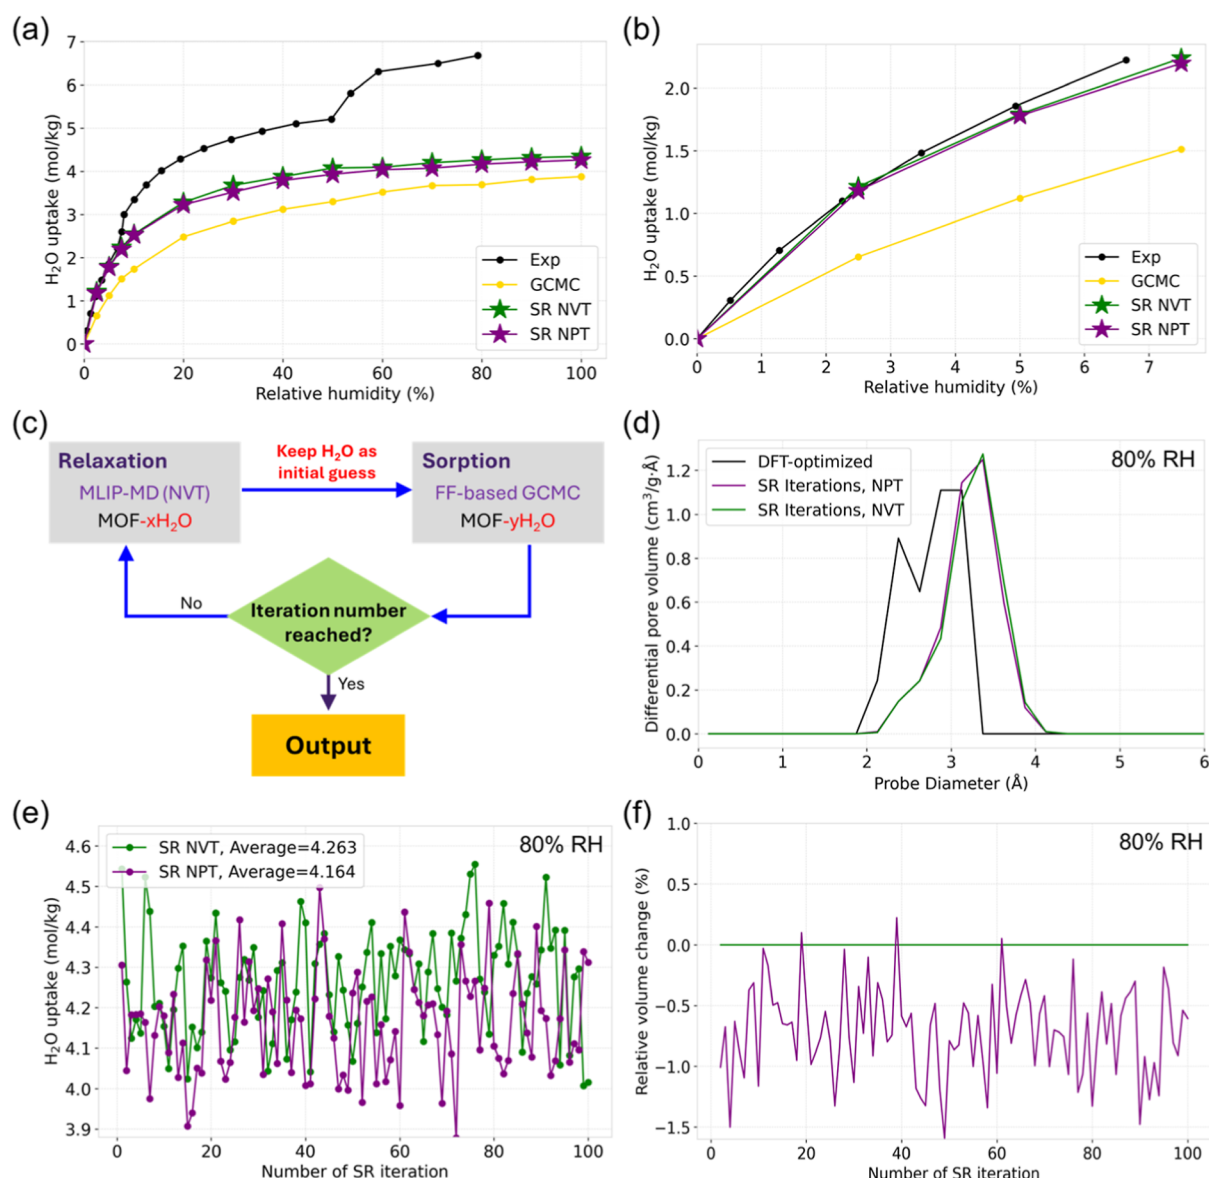 (a)
7
6
5
4
3
2
1
0
H₂O uptake (mol/kg)
Exp
GCMC
SR NVT
SR NPT
0 20 40 60 80 100
Relative humidity (%)
(b)
2.0
1.5
1.0
0.5
0.0
H₂O uptake (mol/kg)
Exp
GCMC
SR NVT
SR NPT
0 1 2 3 4 5 6 7
Relative humidity (%)
(c)
Relaxation
MLIP-MD (NVT)
MOF-xH₂O
Keep H₂O as
initial guess
Sorption
FF-based GCMC
MOF-yH₂O
No
Iteration number
reached?
Yes
Output
(d)
1.2
1.0
0.8
0.6
0.4
0.2
0.0
Differential pore volume (cm³/g·Å)
DFT-optimized
SR Iterations, NPT
SR Iterations, NVT
80% RH
0 1 2 3 4 5 6
Probe Diameter (Å)
(e)
4.6
4.5
4.4
4.3
4.2
4.1
4.0
3.9
H₂O uptake (mol/kg)
SR NVT, Average=4.263
SR NPT, Average=4.164
80% RH
0 20 40 60 80 100
Number of SR iteration
(f)
1.0
0.5
0.0
−0.5
−1.0
−1.5
Relative volume change (%)
80% RH
0 20 40 60 80 100
Number of SR iteration